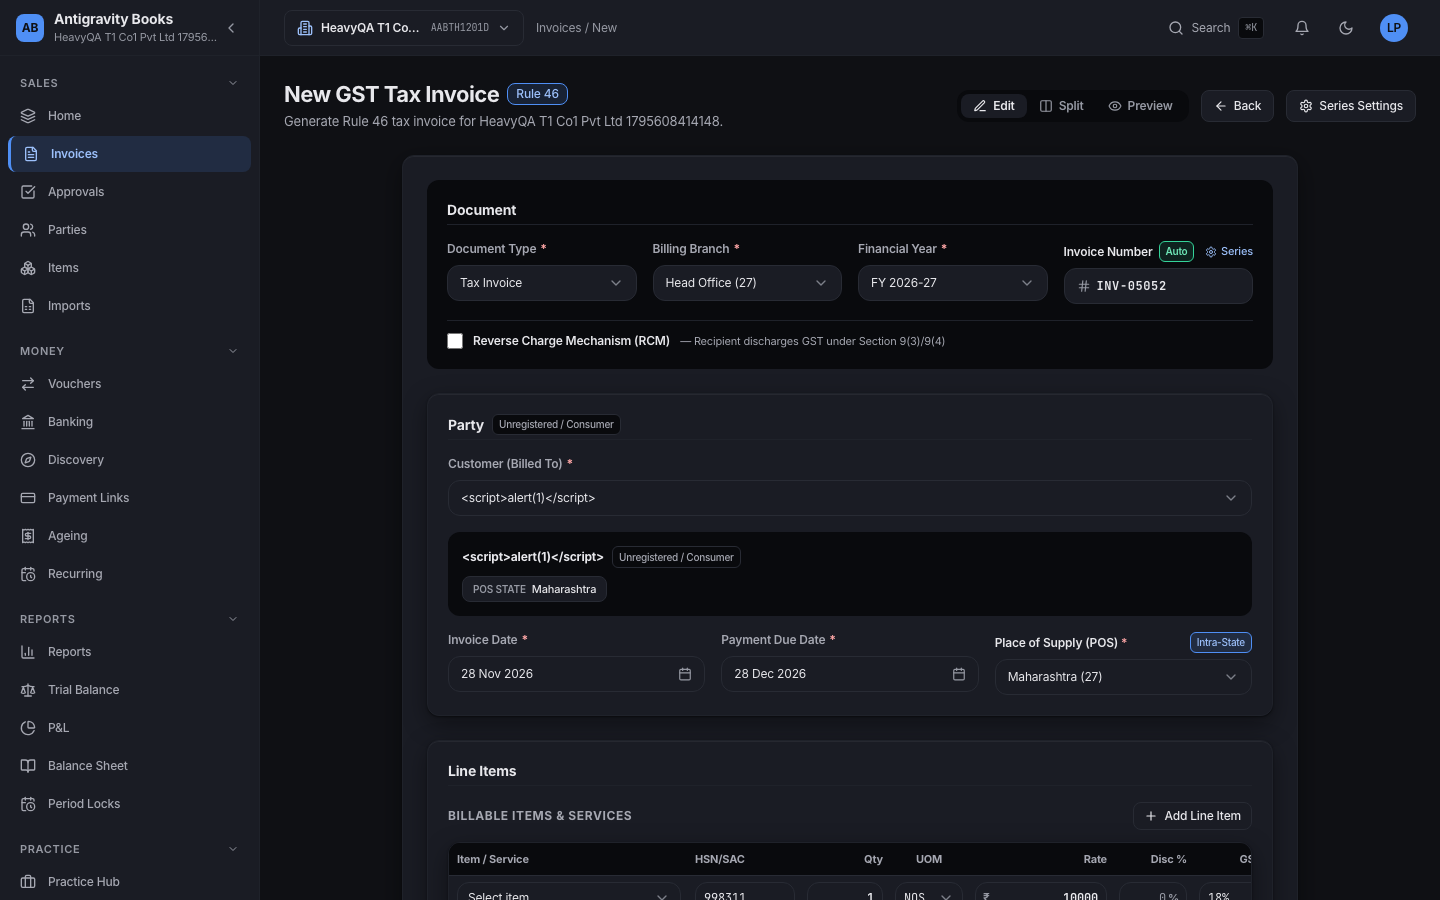 AB
Antigravity Books
HeavyQA T1 Co1 Pvt Ltd 17956...
HeavyQA T1 Co... AABTH1201D
Invoices / New
Search ⌘K
LP
SALES
Home
Invoices
Approvals
Parties
Items
Imports
MONEY
Vouchers
Banking
Discovery
Payment Links
Ageing
Recurring
REPORTS
Reports
Trial Balance
P&L
Balance Sheet
Period Locks
PRACTICE
Practice Hub
New GST Tax Invoice Rule 46
Generate Rule 46 tax invoice for HeavyQA T1 Co1 Pvt Ltd 1795608414148.
Edit Split Preview Back Series Settings
Document
Document Type * Billing Branch * Financial Year * Invoice Number Auto Series
Tax Invoice Head Office (27) FY 2026-27 # INV-05052
Reverse Charge Mechanism (RCM) — Recipient discharges GST under Section 9(3)/9(4)
Party Unregistered / Consumer
Customer (Billed To) *
<script>alert(1)</script>
<script>alert(1)</script> Unregistered / Consumer
POS STATE Maharashtra
Invoice Date * Payment Due Date * Place of Supply (POS) * Intra-State
28 Nov 2026 28 Dec 2026 Maharashtra (27)
Line Items
BILLABLE ITEMS & SERVICES + Add Line Item
Item / Service HSN/SAC Qty UOM Rate Disc %
Select item 998311 1 NOS ₹ 10000 0 % 18%